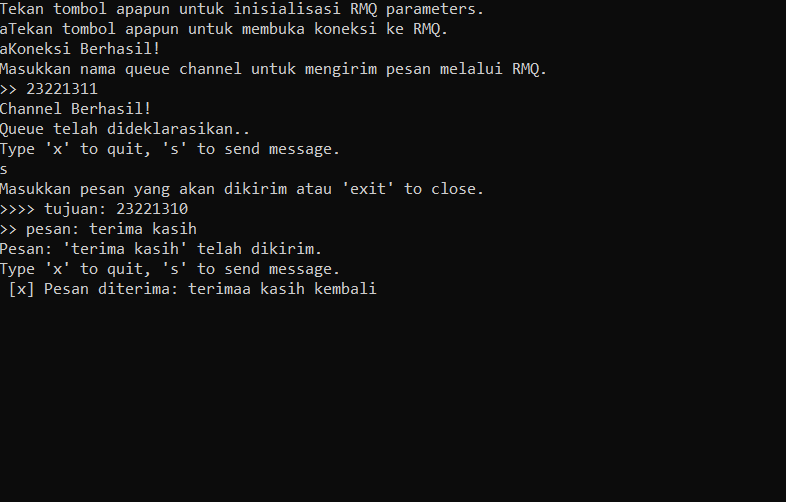 Tekan tombol apapun untuk inisialisasi RMQ parameters.
aTekan tombol apapun untuk membuka koneksi ke RMQ.
aKoneksi Berhasil!
Masukkan nama queue channel untuk mengirim pesan melalui RMQ.
>> 23221311
Channel Berhasil!
Queue telah dideklarasikan..
Type 'x' to quit, 's' to send message.
s
Masukkan pesan yang akan dikirim atau 'exit' to close.
>>>> tujuan: 23221310
>> pesan: terima kasih
Pesan: 'terima kasih' telah dikirim.
Type 'x' to quit, 's' to send message.
 [x] Pesan diterima: terimaa kasih kembali